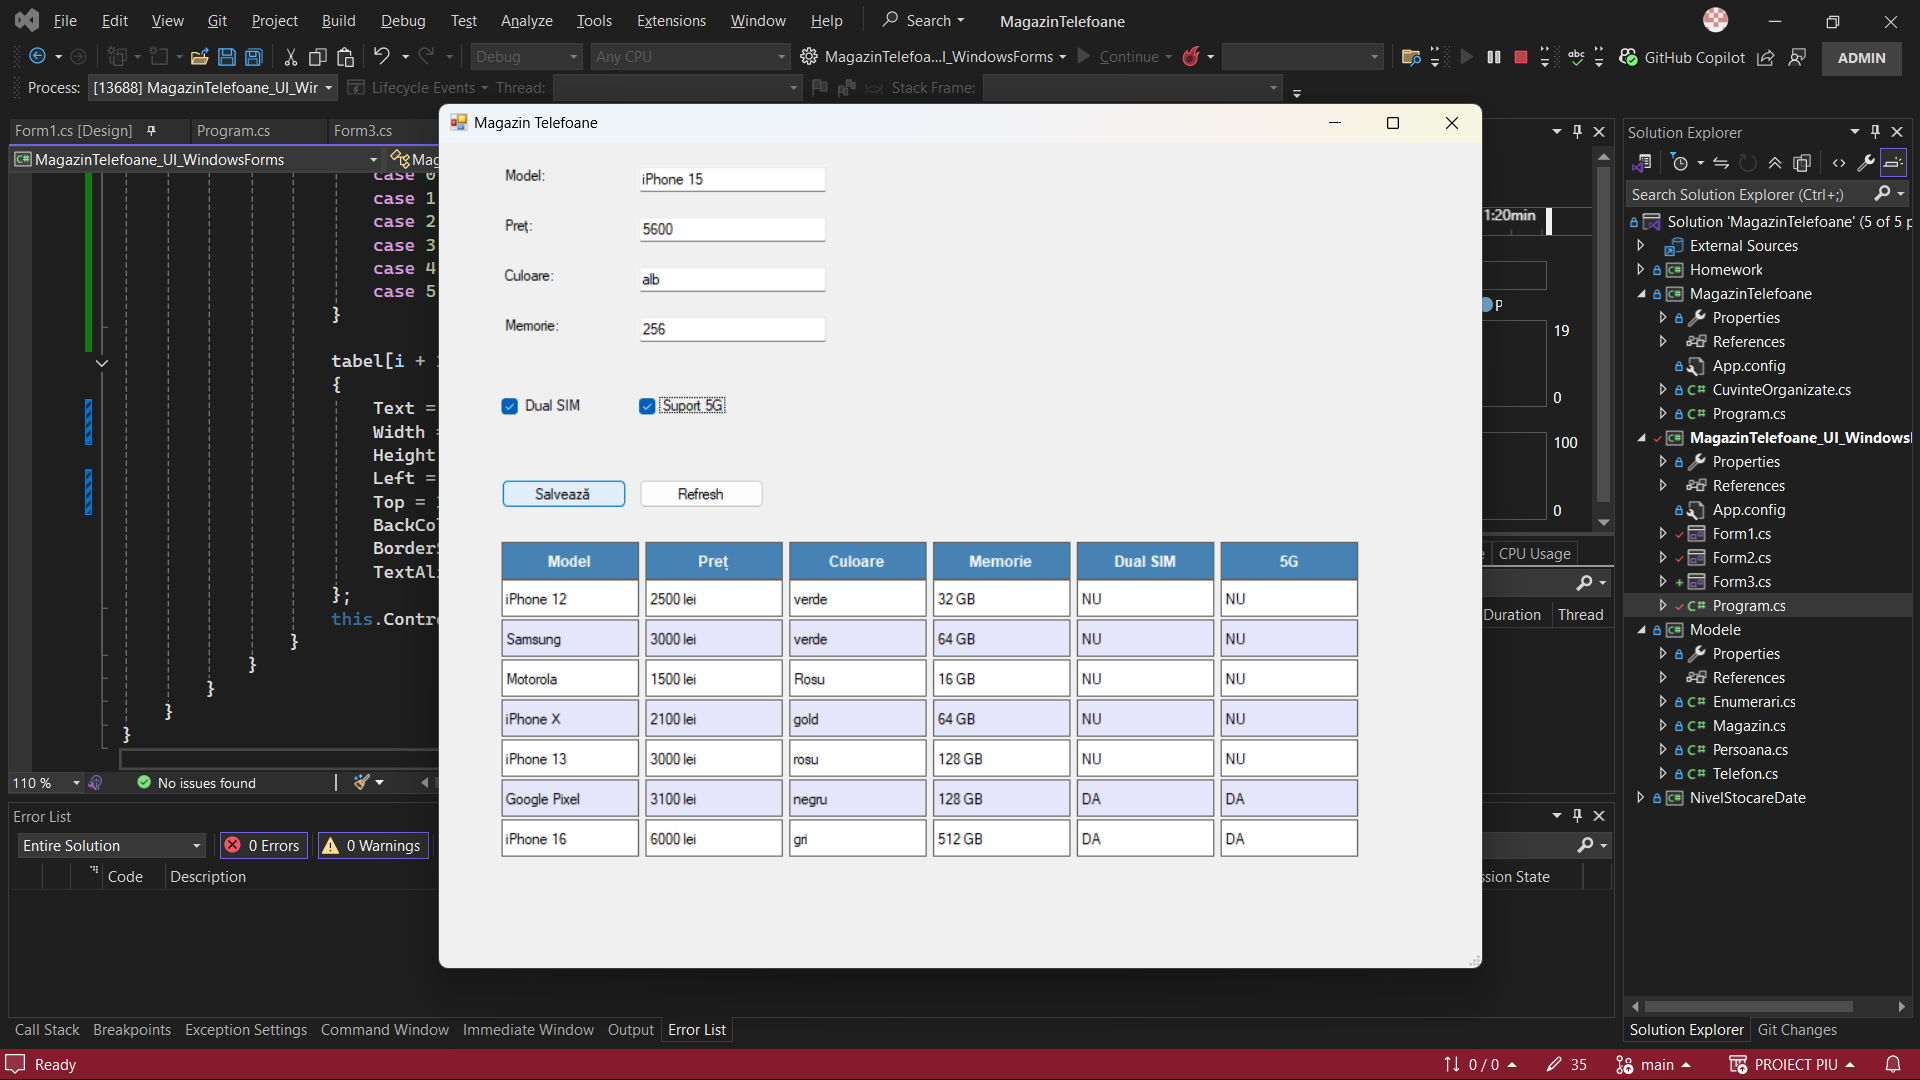 File Edit View Git Project Build Debug Test Analyze Tools Extensions Window Help Search MagazinTelefoane
Debug Any CPU MagazinTelefoa...I_WindowsForms Continue GitHub Copilot ADMIN
Process: [13688] MagazinTelefoane_UI_Wir Lifecycle Events Thread: Stack Frame:
Form1.cs [Design] Program.cs Form3.cs
MagazinTelefoane_UI_WindowsForms Mag
case 0
case 1
case 2
case 3
case 4
case 5
}
tabel[i +
{
Text =
Width
Height
Left =
Top =
BackCol
Border
TextAli
};
this.Contr
}
}
}
}
}
110 % No issues found
Magazin Telefoane
Model: iPhone 15
Preț: 5600
Culoare: alb
Memorie: 256
Dual SIM Suport 5G
Salvează Refresh
Model Preț Culoare Memorie Dual SIM 5G
iPhone 12 2500 lei verde 32 GB NU NU
Samsung 3000 lei verde 64 GB NU NU
Motorola 1500 lei Rosu 16 GB NU NU
iPhone X 2100 lei gold 64 GB NU NU
iPhone 13 3000 lei rosu 128 GB NU NU
Google Pixel 3100 lei negru 128 GB DA DA
iPhone 16 6000 lei gri 512 GB DA DA
1:20min
P
19
0
100
0
CPU Usage
Duration Thread
Solution Explorer
Search Solution Explorer (Ctrl+;)
Solution 'MagazinTelefoane' (5 of 5 p
External Sources
Homework
MagazinTelefoane
Properties
References
App.config
CuvinteOrganizate.cs
Program.cs
MagazinTelefoane_UI_Windows
Properties
References
App.config
Form1.cs
Form2.cs
Form3.cs
Program.cs
Modele
Properties
References
Enumerari.cs
Magazin.cs
Persoana.cs
Telefon.cs
NivelStocareDate
Error List
Entire Solution 0 Errors 0 Warnings
Code Description ssion State
Call Stack Breakpoints Exception Settings Command Window Immediate Window Output Error List
Solution Explorer Git Changes
Ready 0 / 0 35 main PROIECT PIU